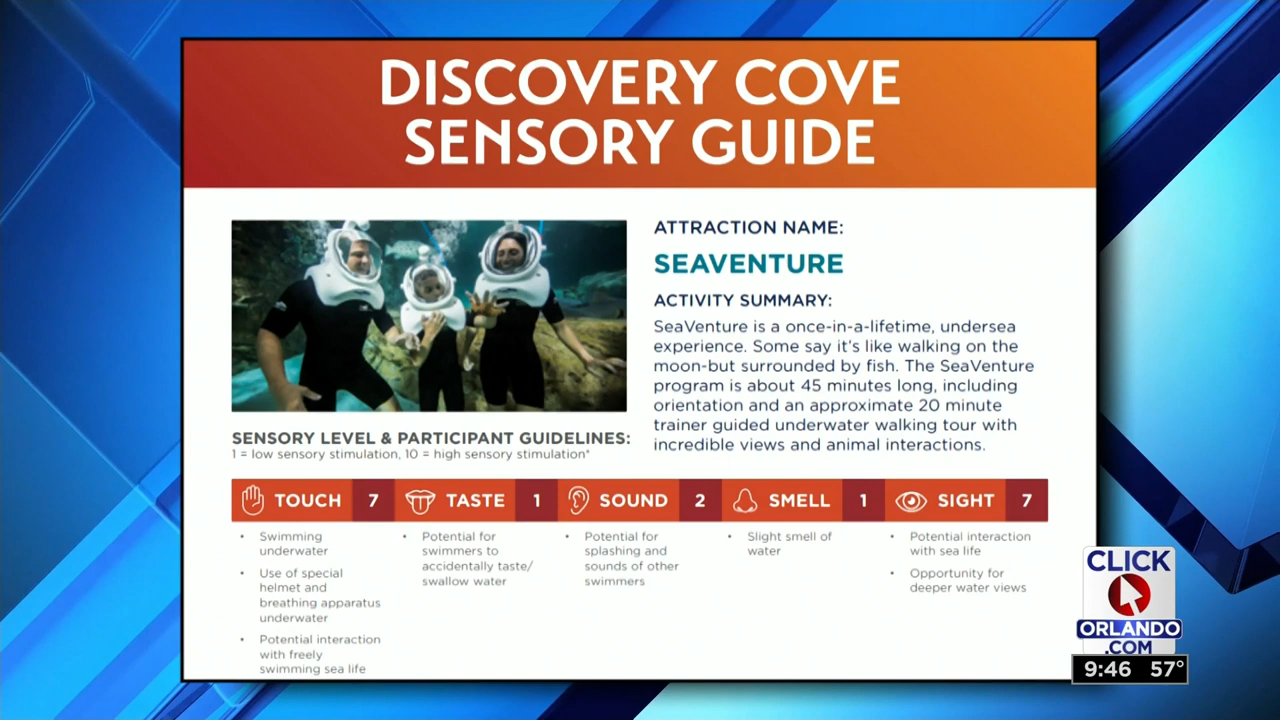 DISCOVERY COVE
SENSORY GUIDE
ATTRACTION NAME:
SEAVENTURE
ACTIVITY SUMMARY:
SeaVenture is a once-in-a-lifetime, undersea
experience. Some say it's like walking on the
moon-but surrounded by fish. The SeaVenture
program is about 45 minutes long, including
orientation and an approximate 20 minute
trainer guided underwater walking tour with
incredible views and animal interactions.
SENSORY LEVEL & PARTICIPANT GUIDELINES:
1 = low sensory stimulation, 10 = high sensory stimulation*
TOUCH 7
• Swimming
underwater
• Use of special
helmet and
breathing apparatus
underwater
• Potential interaction
with freely
swimming sea life
TASTE 1
• Potential for
swimmers to
accidentally taste/
swallow water
SOUND 2
• Potential for
splashing and
sounds of other
swimmers
SMELL 1
• Slight smell of
water
SIGHT 7
• Potential interaction
with sea life
• Opportunity for
deeper water views
CLICK
ORLANDO
.COM
9:46 57°